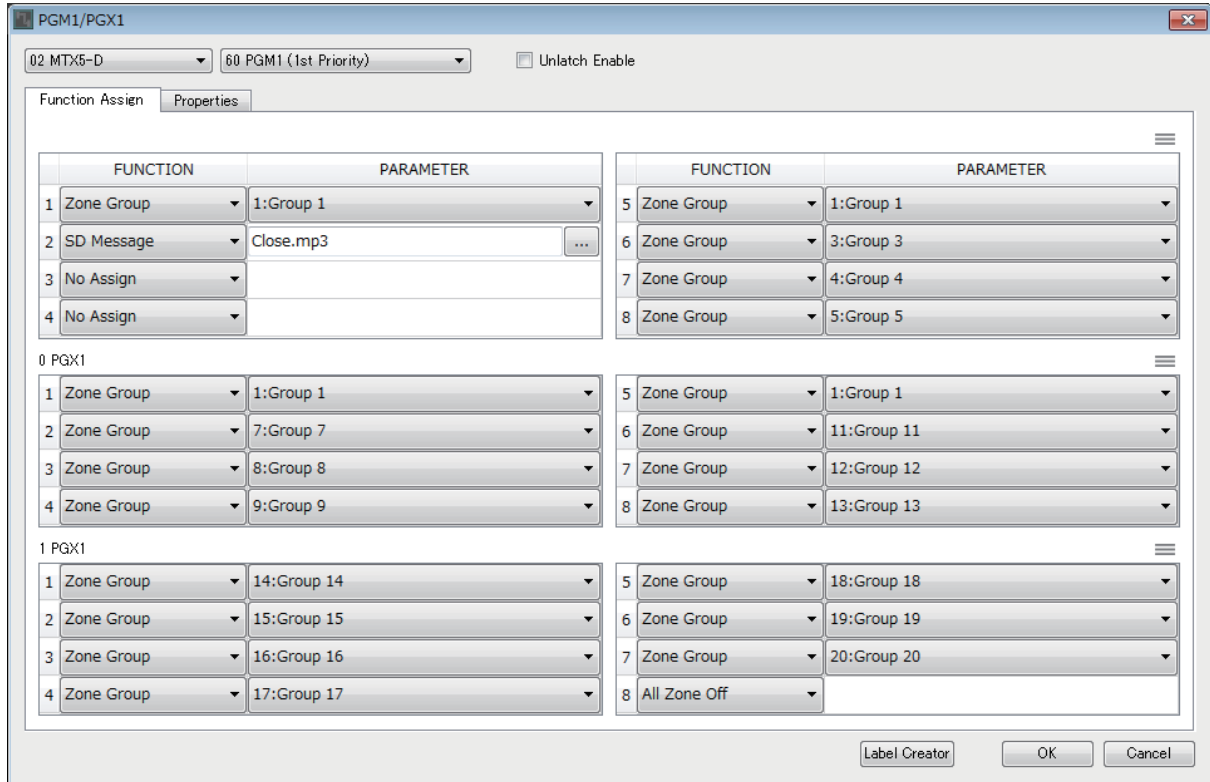 PGM1/PGX1
02 MTX5-D 60 PGM1 (1st Priority) Unlatch Enable
Function Assign Properties
FUNCTION PARAMETER FUNCTION PARAMETER
1 Zone Group 1:Group 1 5 Zone Group 1:Group 1
2 SD Message Close.mp3 ... 6 Zone Group 3:Group 3
3 No Assign 7 Zone Group 4:Group 4
4 No Assign 8 Zone Group 5:Group 5
0 PGX1
1 Zone Group 1:Group 1 5 Zone Group 1:Group 1
2 Zone Group 7:Group 7 6 Zone Group 11:Group 11
3 Zone Group 8:Group 8 7 Zone Group 12:Group 12
4 Zone Group 9:Group 9 8 Zone Group 13:Group 13
1 PGX1
1 Zone Group 14:Group 14 5 Zone Group 18:Group 18
2 Zone Group 15:Group 15 6 Zone Group 19:Group 19
3 Zone Group 16:Group 16 7 Zone Group 20:Group 20
4 Zone Group 17:Group 17 8 All Zone Off
Label Creator OK Cancel